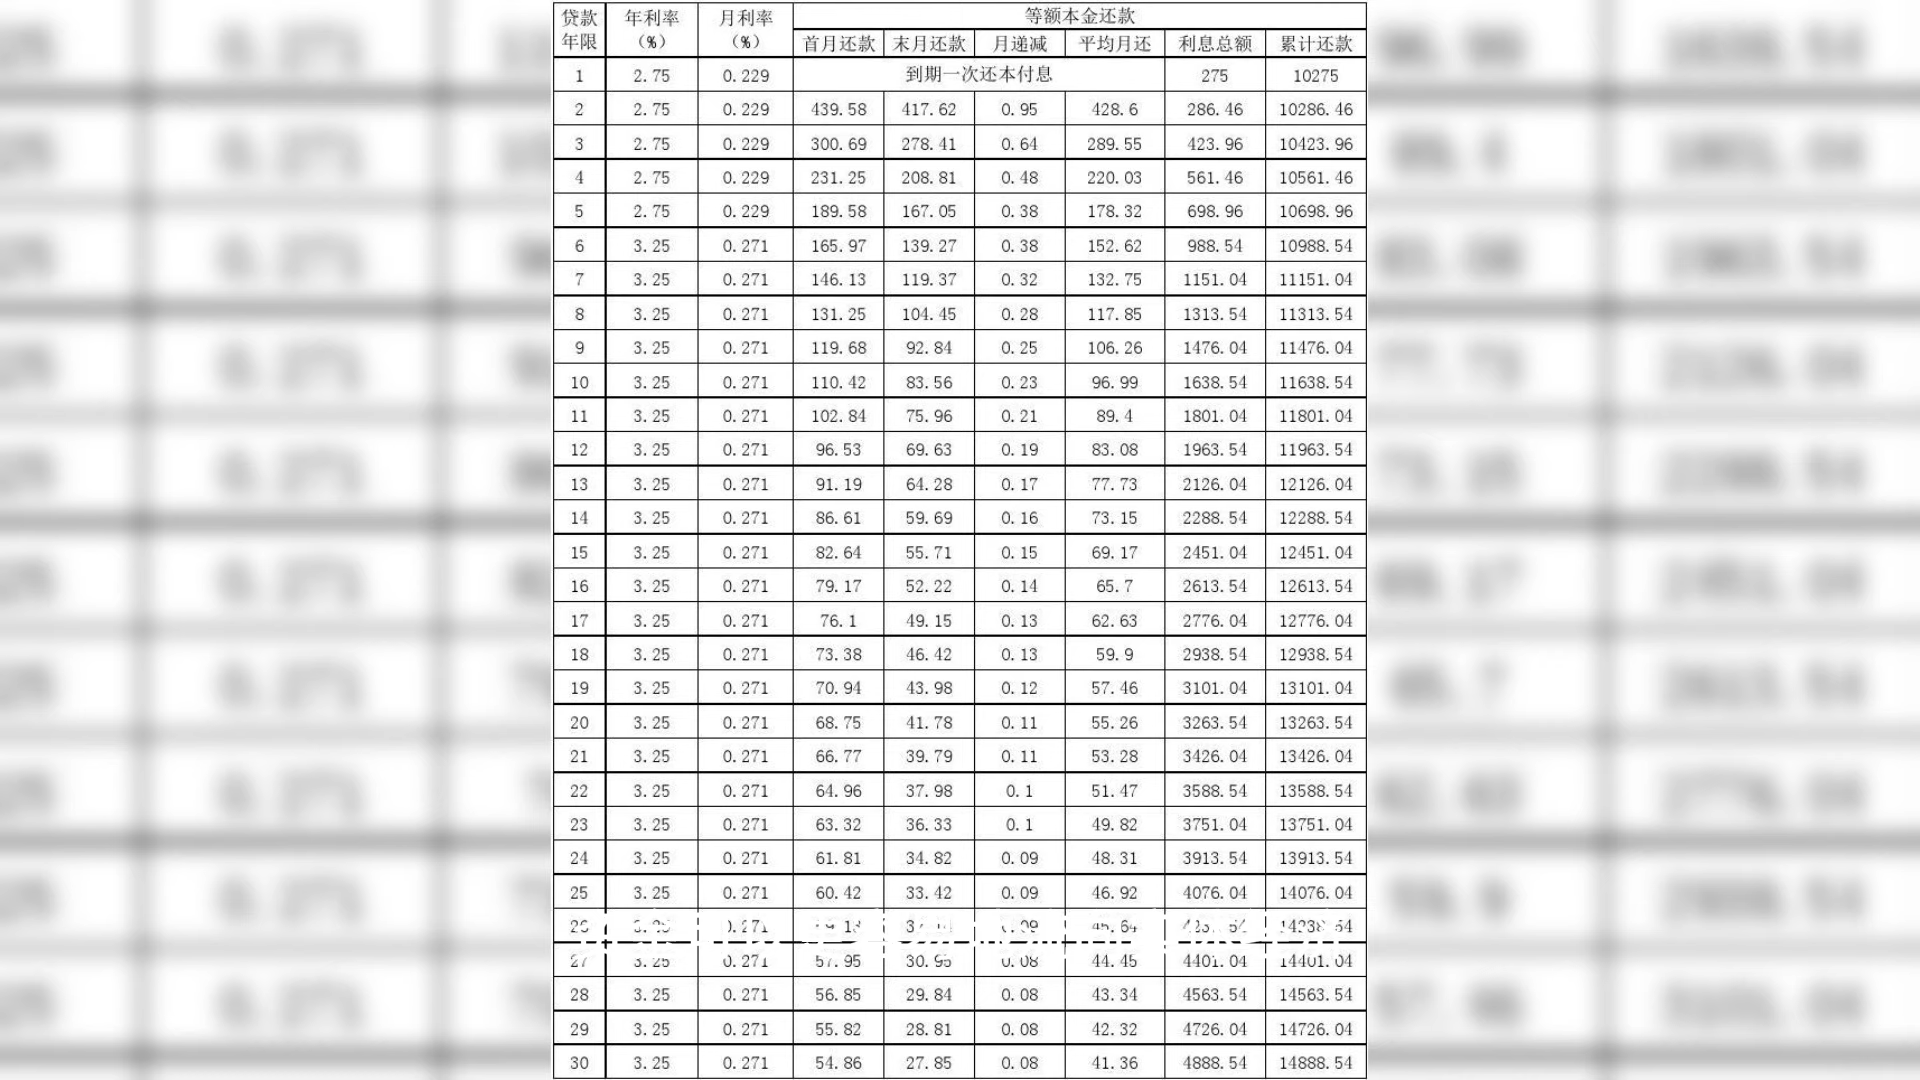 贷款年限 年利率（%） 月利率（%） 等额本金还款
首月还款 末月还款 月递减 平均月还 利息总额 累计还款
1 2.75 0.229 到期一次还本付息 275 10275
2 2.75 0.229 439.58 417.62 0.95 428.6 286.46 10286.46
3 2.75 0.229 300.69 278.41 0.64 289.55 423.96 10423.96
4 2.75 0.229 231.25 208.81 0.48 220.03 561.46 10561.46
5 2.75 0.229 189.58 167.05 0.38 178.32 698.96 10698.96
6 3.25 0.271 165.97 139.27 0.38 152.62 988.54 10988.54
7 3.25 0.271 146.13 119.37 0.32 132.75 1151.04 11151.04
8 3.25 0.271 131.25 104.45 0.28 117.85 1313.54 11313.54
9 3.25 0.271 119.68 92.84 0.25 106.26 1476.04 11476.04
10 3.25 0.271 110.42 83.56 0.23 96.99 1638.54 11638.54
11 3.25 0.271 102.84 75.96 0.21 89.4 1801.04 11801.04
12 3.25 0.271 96.53 69.63 0.19 83.08 1963.54 11963.54
13 3.25 0.271 91.19 64.28 0.17 77.73 2126.04 12126.04
14 3.25 0.271 86.61 59.69 0.16 73.15 2288.54 12288.54
15 3.25 0.271 82.64 55.71 0.15 69.17 2451.04 12451.04
16 3.25 0.271 79.17 52.22 0.14 65.7 2613.54 12613.54
17 3.25 0.271 76.1 49.15 0.13 62.63 2776.04 12776.04
18 3.25 0.271 73.38 46.42 0.13 59.9 2938.54 12938.54
19 3.25 0.271 70.94 43.98 0.12 57.46 3101.04 13101.04
20 3.25 0.271 68.75 41.78 0.11 55.26 3263.54 13263.54
21 3.25 0.271 66.77 39.79 0.11 53.28 3426.04 13426.04
22 3.25 0.271 64.96 37.98 0.1 51.47 3588.54 13588.54
23 3.25 0.271 63.32 36.33 0.1 49.82 3751.04 13751.04
24 3.25 0.271 61.81 34.82 0.09 48.31 3913.54 13913.54
25 3.25 0.271 60.42 33.42 0.09 46.92 4076.04 14076.04
26 0.271 0.09 45.64 14238.54
27 3.25 0.271 57.95 30.95 0.08 44.45 4401.04 14401.04
28 3.25 0.271 56.85 29.84 0.08 43.34 4563.54 14563.54
29 3.25 0.271 55.82 28.81 0.08 42.32 4726.04 14726.04
30 3.25 0.271 54.86 27.85 0.08 41.36 4888.54 14888.54